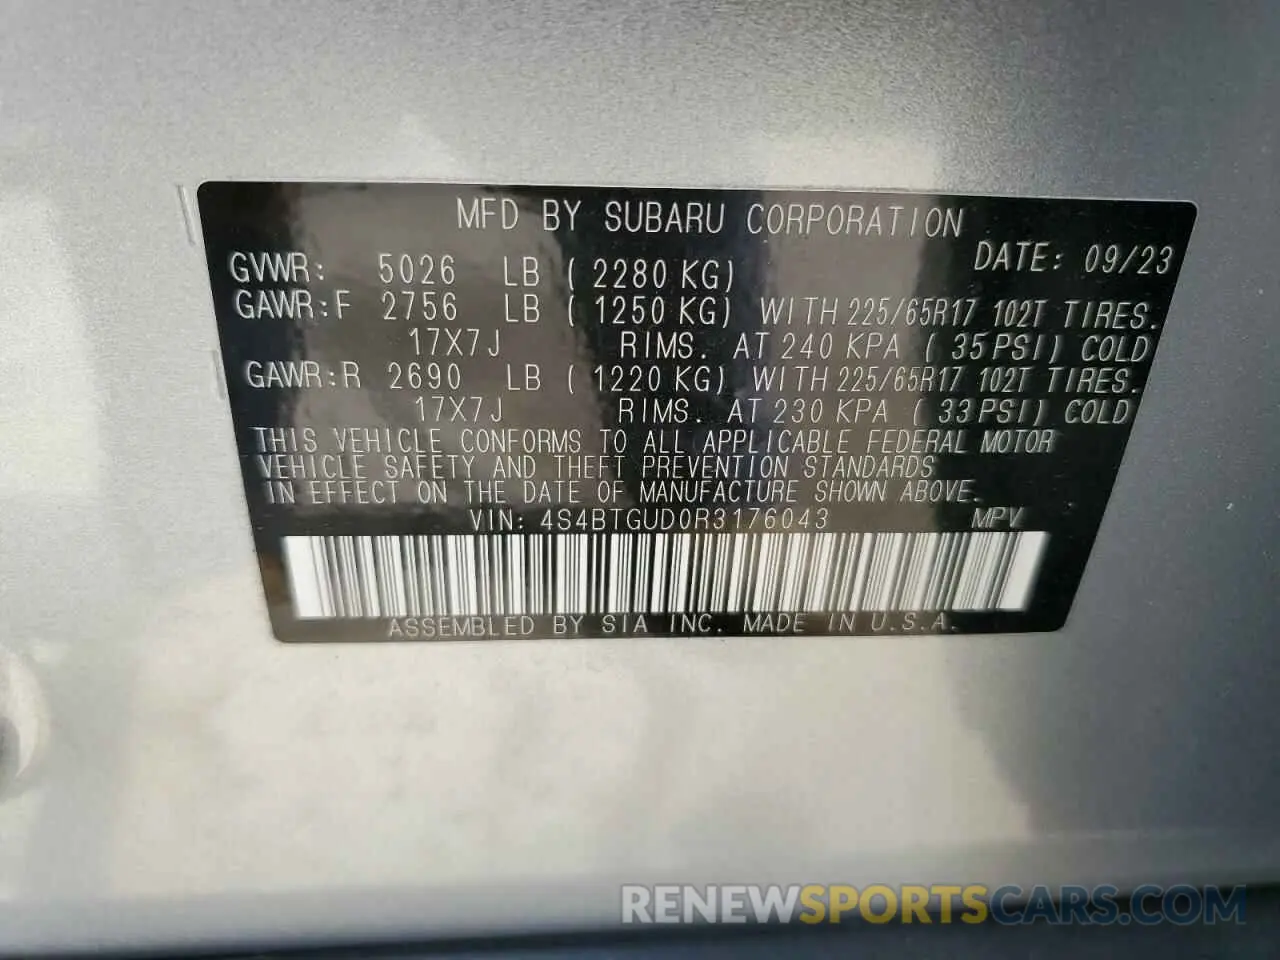 MFD BY SUBARU CORPORATION
DATE: 09/23
GVWR: 5026 LB ( 2280 KG)
GAWR:F 2756 LB ( 1250 KG) WITH 225/65R17 102T TIRES.
17X7J RIMS. AT 240 KPA ( 35PSI) COLD
GAWR:R 2690 LB ( 1220 KG) WITH 225/65R17 102T TIRES.
17X7J RIMS. AT 230 KPA ( 33PSI) COLD
THIS VEHICLE CONFORMS TO ALL APPLICABLE FEDERAL MOTOR
VEHICLE SAFETY AND THEFT PREVENTION STANDARDS
IN EFFECT ON THE DATE OF MANUFACTURE SHOWN ABOVE.
VIN: 4S4BTGUD0R3176043 MPV
ASSEMBLED BY SIA INC. MADE IN U.S.A.
RENEWSPORTSCARS.COM